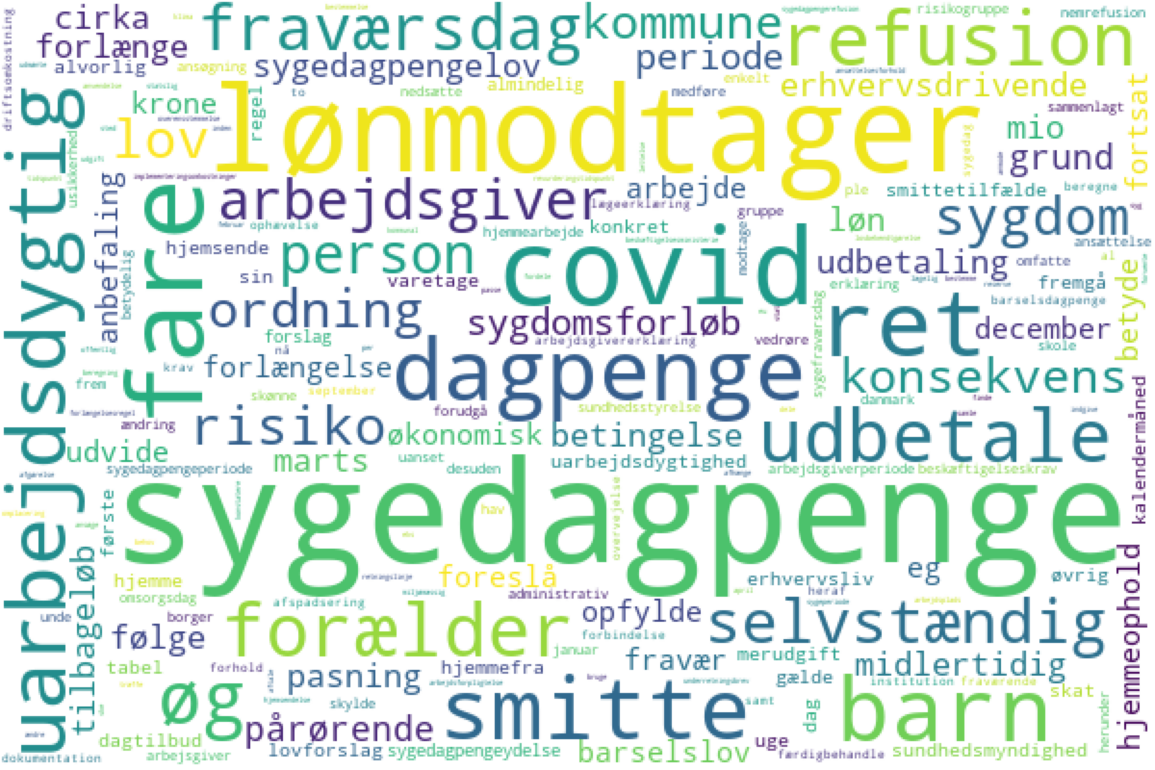 cirka
fraværsdag
kommune
refusion
risikogruppe
nemrefusion
driftsomkostning
forlænge
alvorlig
ansøgning
sygedagpengelov
periode
erhvervsdrivende
almindelig
enkelt
nedsætte
medføre
to
krone
regel
lov
lønmodtager
sygedag
sammenlagt
mio
fortsat
grund
usikkerhed
uarbejdsdygtig
fare
arbejdsgiver
arbejde
lægeerklæring
ple
smittetilfælde
beregne
anbefaling
betydelig
hjemsende
ophævelse
hjemmearbejde
konkret
gruppe
modtage
løn
sygdom
ansættelse
person
covid
udbetaling
omfatte
fremgå
al
betyde
sin
varetage
erklæring
barselsdagpenge
ordning
sygdomsforløb
ret
december
forslag
arbejdsgivererklæring
vedrøre
sygefraværsdag
skole
nå
krav
frem
forlængelse
dagpenge
konsekvens
danmark
skønne
september
forudgå
sundhedsstyrelse
ændring
risiko
økonomisk
betingelse
udbetale
kalendermåned
udvide
marts
uanset
desuden
uarbejdsdygtighed
sygedagpengeperiode
arbejdsgiverperiode
beskæftigelseskrav
sygedagpenge
hav
overvejelse
første
tilbageløb
hjemme
foreslå
erhvervsliv
heraf
eg
øvrig
omsorgsdag
administrativ
afspadsering
hjemmeophold
unde
borger
følge
forælder
opfylde
forbindelse
selvstændig
januar
tabel
forhold
pasning
hjemmefra
fravær
merudgift
midlertidig
gælde
institution
fraværende
skat
øg
skylde
smitte
samt
dag
barn
herunder
pårørende
dagtilbud
uge
dokumentation
arbejsgiver
lovforslag
sygedagpengeydelse
barselslov
færdigbehandle
sundhedsmyndighed